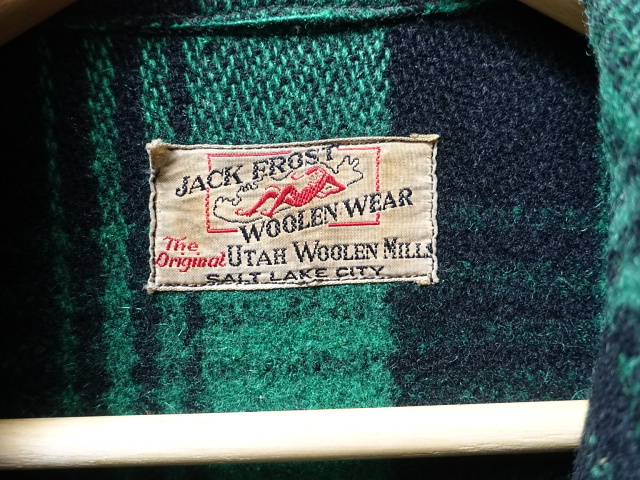 JACK FROST
WOOLEN WEAR
The Original UTAH WOOLEN MILLS
SALT LAKE CITY